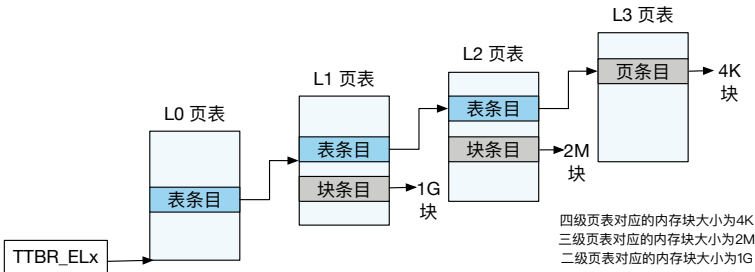 L3 页表
L2 页表
页条目
4K
块
L1 页表
表条目
L0 页表
表条目
块条目
2M
块
表条目
块条目
1G
块
四级页表对应的内存块大小为4K
三级页表对应的内存块大小为2M
二级页表对应的内存块大小为1G
TTBR_ELx